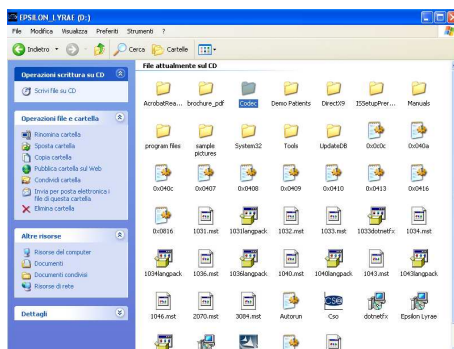 EPSILON_LYRAE (D:)
File Modifica Visualizza Preferiti Strumenti ?
Indietro Cerca Cartelle
Operazioni scrittura su CD
Scrivi file su CD
Operazioni file e cartella
Rinomina cartella
Sposta cartella
Copia cartella
Pubblica cartella sul Web
Condividi cartella
Invia per posta elettronica i
file di questa cartella
Elimina cartella
Altre risorse
Risorse del computer
Documenti
Documenti condivisi
Risorse di rete
Dettagli
File attualmente sul CD
AcrobatRea... brochure_pdf Codec Demo Patients DirectX9 ISSetupPrer... Manuals
program files sample pictures System32 Tools UpdateDB 0x0c0c 0x040a
0x040c 0x0407 0x0408 0x0409 0x0410 0x0413 0x0416
0x0816 1031.mst 1031langpack 1032.mst 1033.mst 1033dotnetfx 1034.mst
1034langpack 1036.mst 1036langpack 1040.mst 1040langpack 1043.mst 1043langpack
1046.mst 2070.mst 3084.mst Autorun Cso dotnetfx Epsilon Lyrae